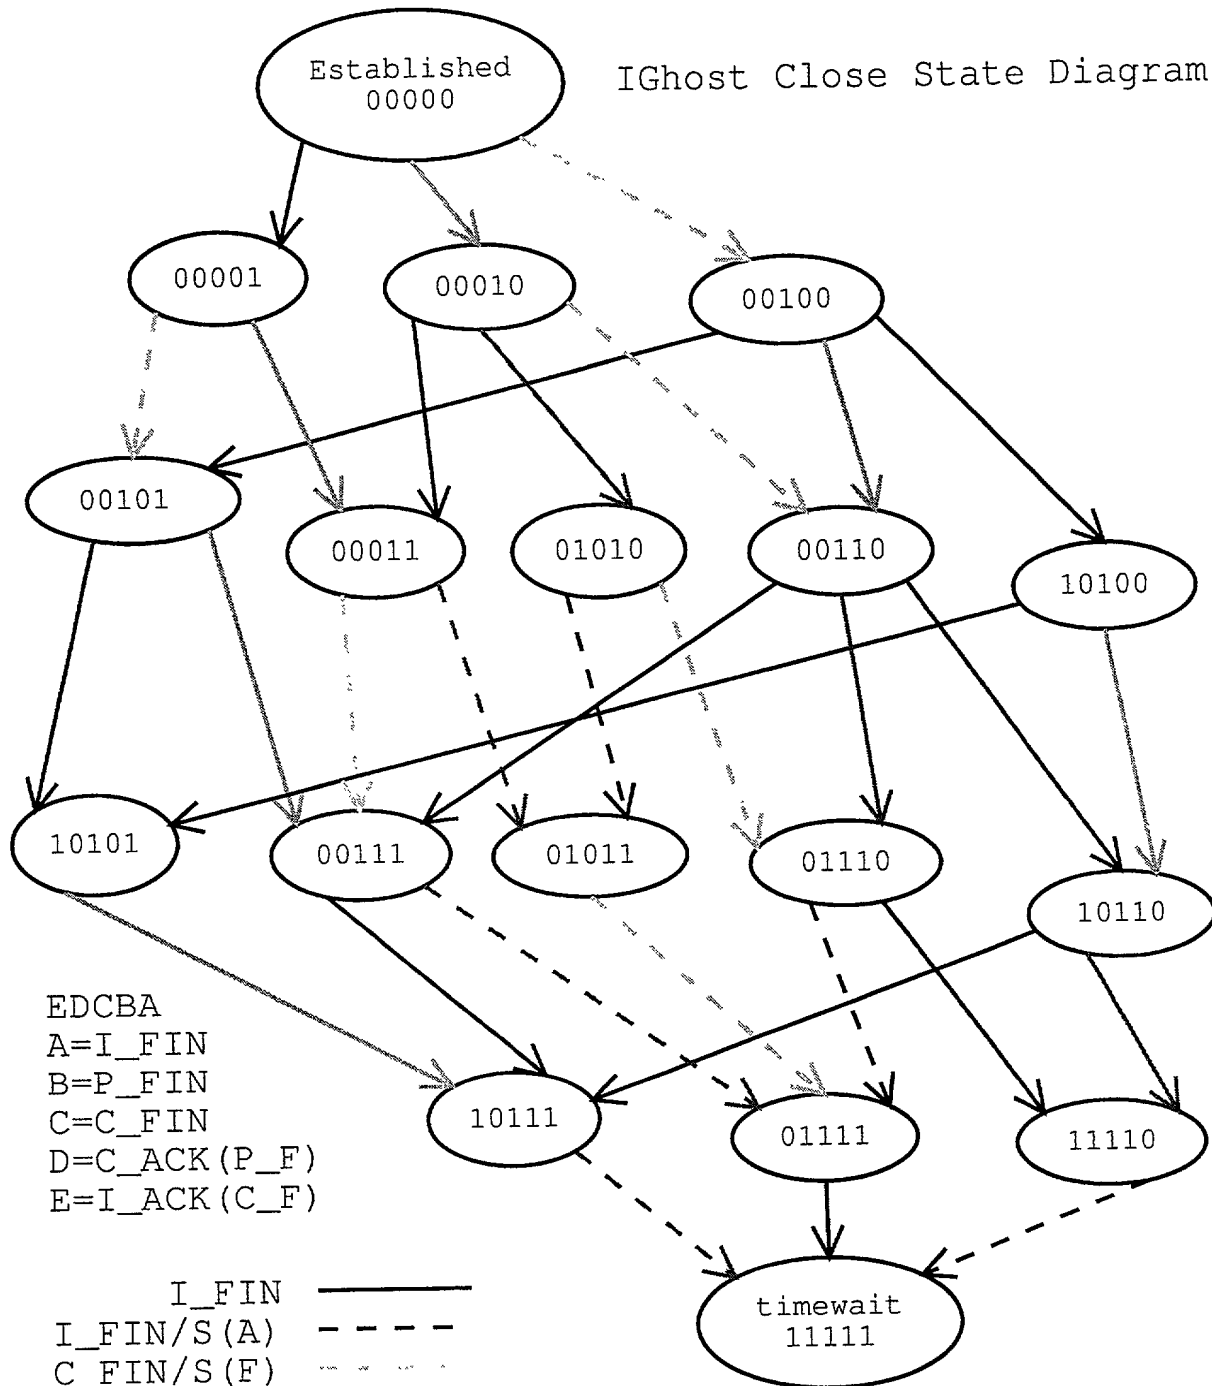 Established
00000
IGhost Close State Diagram
00001
00010
00100
00101
00011
01010
00110
10100
10101
00111
01011
01110
10110
EDCBA
A=I_FIN
B=P_FIN
C=C_FIN
D=C_ACK(P_F)
E=I_ACK(C_F)
10111
01111
11110
I_FIN
I_FIN/S(A)
C_FIN/S(F)
timewait
11111